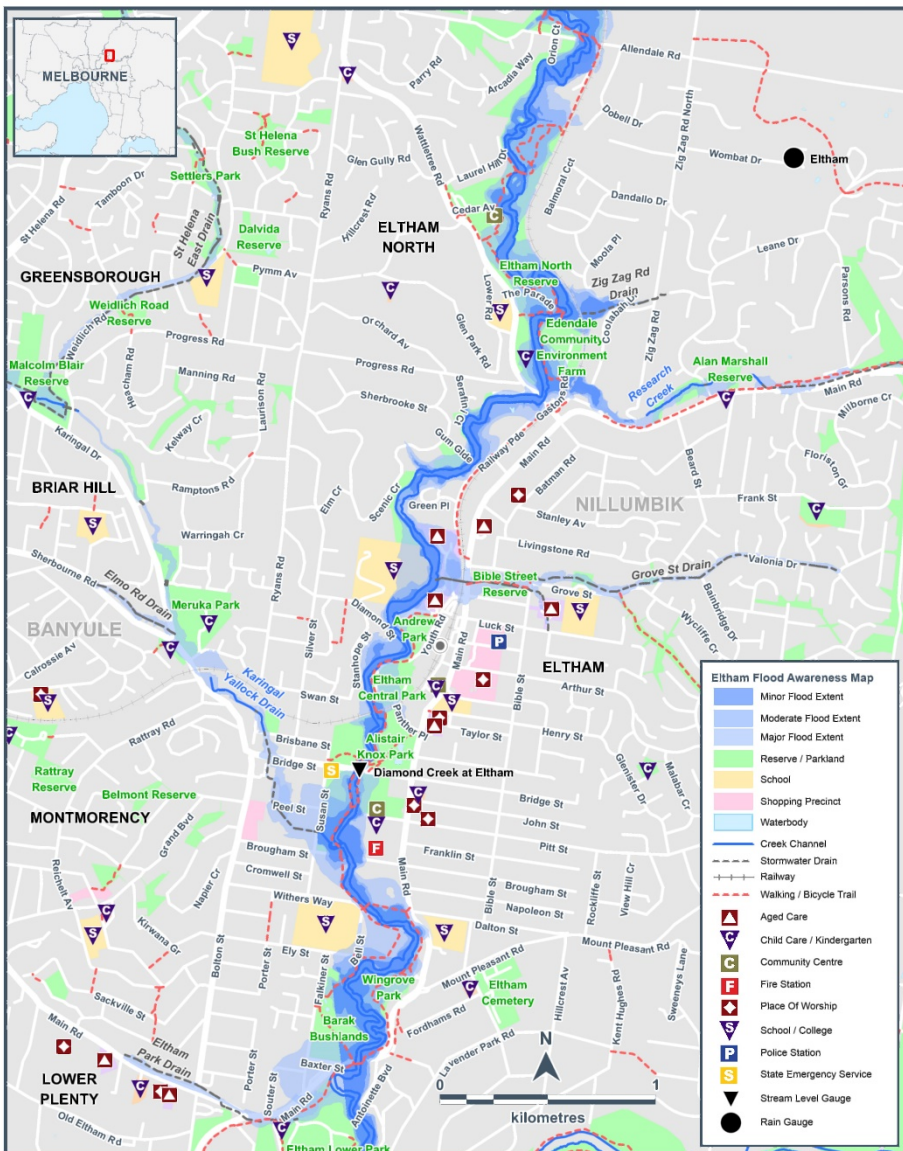 MELBOURNE
Orion Ct
Allendale Rd
Parry Rd
Arcadia Way
St Helena
Bush Reserve
Settlers Park
Glen Gully Rd
Wattletree Rd
Laurel Hill Dr
Dobell Dr
Zig Zag Rd North
Wombat Dr
Eltham
Tamboon Dr
St Helena Rd
St Helena
East Drain
Ryans Rd
Hillcrest Rd
Cedar Av
Balmoral Cct
Dandallo Dr
ELTHAM
NORTH
Dalvida
Reserve
Moola Pl
Leane Dr
GREENSBOROUGH
Pymm Av
Eltham North
Reserve
Zig Zag Rd
Drain
Parsons Rd
Weidlich Road
Reserve
Weidlich Rd
Lower Rd
The Parade
Coolabah Dr
Orchard Av
Glen Park Rd
Edendale
Community
Environment
Farm
Zig Zag Rd
Progress Rd
Malcolm Blair
Reserve
Manning Rd
Progress Rd
Alan Marshall
Reserve
Heacham Rd
Laurison Rd
Serafiny Ct
Gastons Rd
Research
Creek
Main Rd
Sherbrooke St
Milborne Cr
Kelway Cr
Karingal Dr
Gum Glde
Railway Pde
Main Rd
Batman Rd
Beard St
Floriston Gr
BRIAR HILL
Ramptons Rd
Elm Cr
Scenic Cr
Green Pl
NILLUMBIK
Frank St
Stanley Av
Warringah Cr
Livingstone Rd
Sherbourne Rd
Ryans Rd
Bible Street
Reserve
Grove St Drain
Valonia Dr
Elmo Rd Drain
Grove St
Meruka Park
Diamond St
Andrew
Park
Bainbridge Dr
Wycliffe Cr
BANYULE
Silver St
Stanhope St
Youth Rd
Luck St
Main Rd
ELTHAM
Calrossie Av
Karingal
Yallock Drain
Swan St
Eltham
Central Park
Bible St
Arthur St
Rattray Rd
Panther Pl
Taylor St
Henry St
Brisbane St
Alistair
Knox Park
Bridge St
Diamond Creek at Eltham
Glenister Dr
Malabar Cr
Rattray
Reserve
Belmont Reserve
MONTMORENCY
Peel St
Susan St
Bridge St
John St
Pitt St
Grand Blvd
Brougham St
Franklin St
Reichelt Av
Napier Cr
Cromwell St
Main Rd
Brougham St
Rockliffe St
View Hill Cr
Withers Way
Bible St
Napoleon St
Dalton St
Kirwana Gr
Bolton St
Porter St
Ely St
Bell St
Mount Pleasant Rd
Falkiner St
Wingrove
Park
Mount Pleasant Rd
Eltham
Cemetery
Hillcrest Av
Kent Hughes Rd
Sweeneys Lane
Sackville St
Barak
Bushlands
Fordhams Rd
Main Rd
Eltham
Park Drain
Lavender Park Rd
LOWER
PLENTY
Porter St
Souter St
Baxter St
Main Rd
Antoinette Blvd
Old Eltham Rd
Eltham Lower Park
N
0 1
kilometres
Eltham Flood Awareness Map
Minor Flood Extent
Moderate Flood Extent
Major Flood Extent
Reserve / Parkland
School
Shopping Precinct
Waterbody
Creek Channel
Stormwater Drain
Railway
Walking / Bicycle Trail
Aged Care
C Child Care / Kindergarten
C Community Centre
F Fire Station
Place Of Worship
S School / College
P Police Station
S State Emergency Service
Stream Level Gauge
Rain Gauge